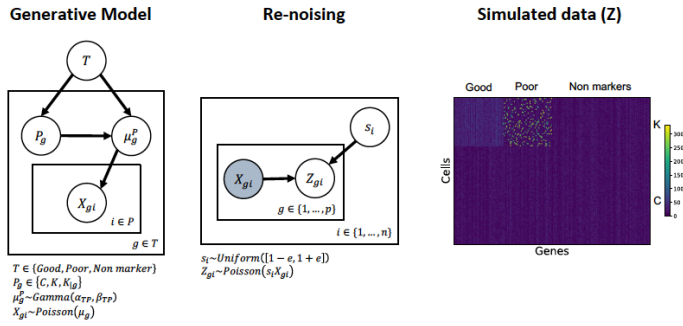 Generative Model
T
P_g
μ_g^P
X_gi
i ∈ P
g ∈ T
T ∈ {Good, Poor, Non marker}
P_g ∈ {C, K, K_|g}
μ_g^P~Gamma(α_TP, β_TP)
X_gi~Poisson(μ_g)
Re-noising
s_i
X_gi
Z_gi
g ∈ {1, ..., p}
i ∈ {1, ..., n}
s_i~Uniform([1 − e, 1 + e])
Z_gi~Poisson(s_iX_gi)
Simulated data (Z)
Good Poor Non markers
Cells
K
C
300
250
200
150
100
50
0
Genes